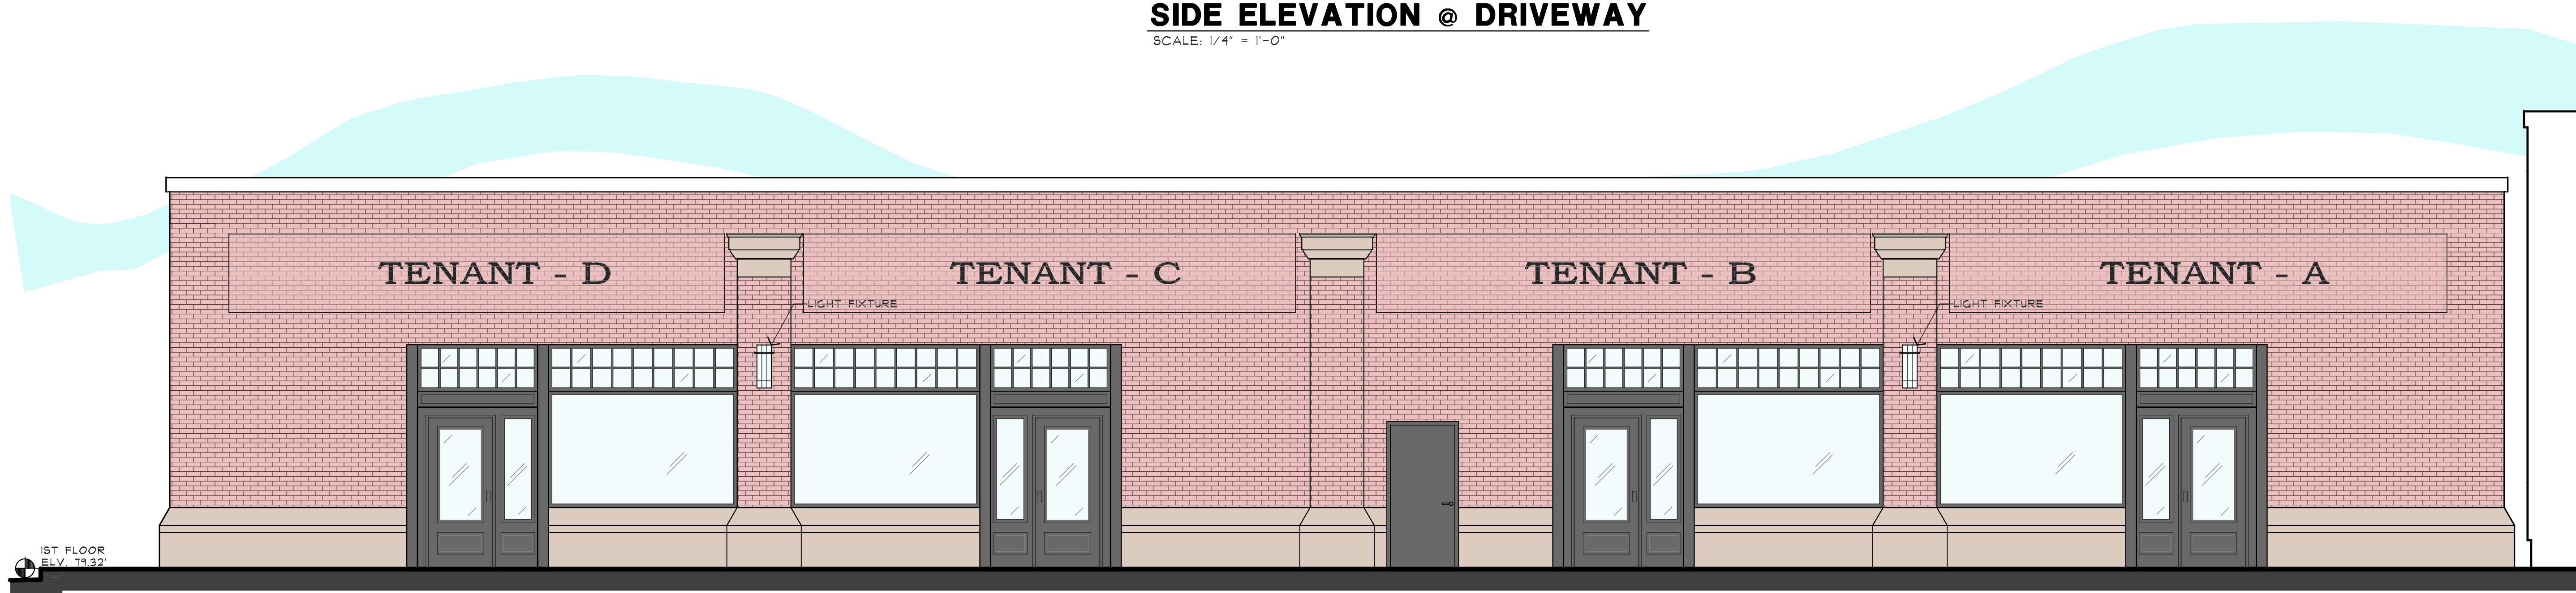 SIDE ELEVATION @ DRIVEWAY
SCALE: 1/4" = 1'-0"
TENANT - D
TENANT - C
TENANT - B
TENANT - A
LIGHT FIXTURE
LIGHT FIXTURE
1ST FLOOR
ELV. 79.32'